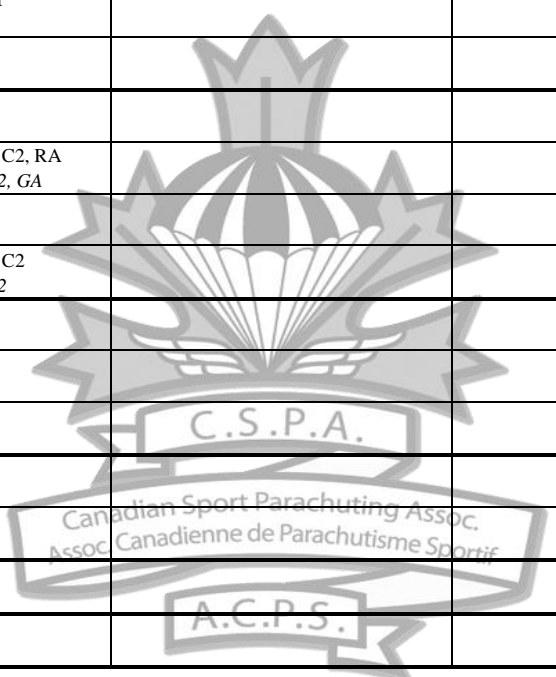 C2, RA
2, GA
C2
2
C.S.P.A.
Canadian Sport Parachuting Assoc.
Assoc. Canadienne de Parachutisme Sportif
A.C.P.S.